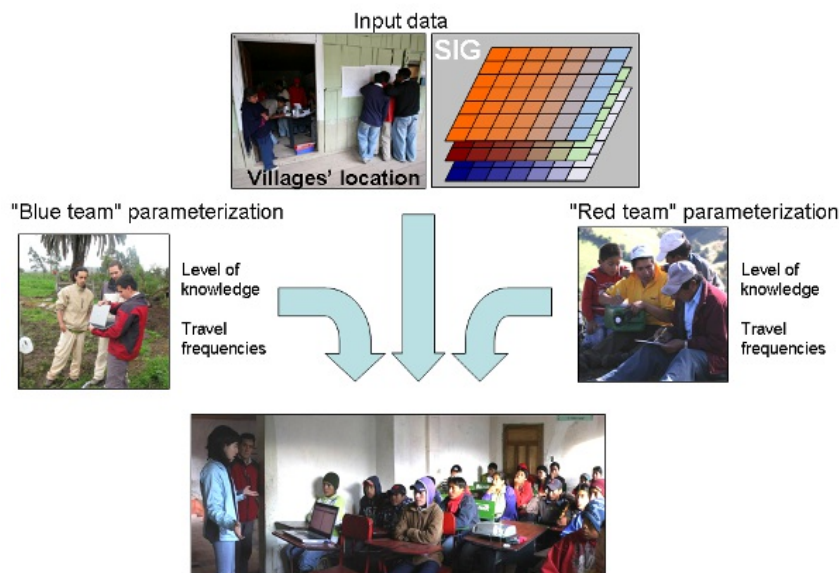 Input data
SIG
Villages' location
"Blue team" parameterization
"Red team" parameterization
Level of
knowledge
Travel
frequencies
Level of
knowledge
Travel
frequencies